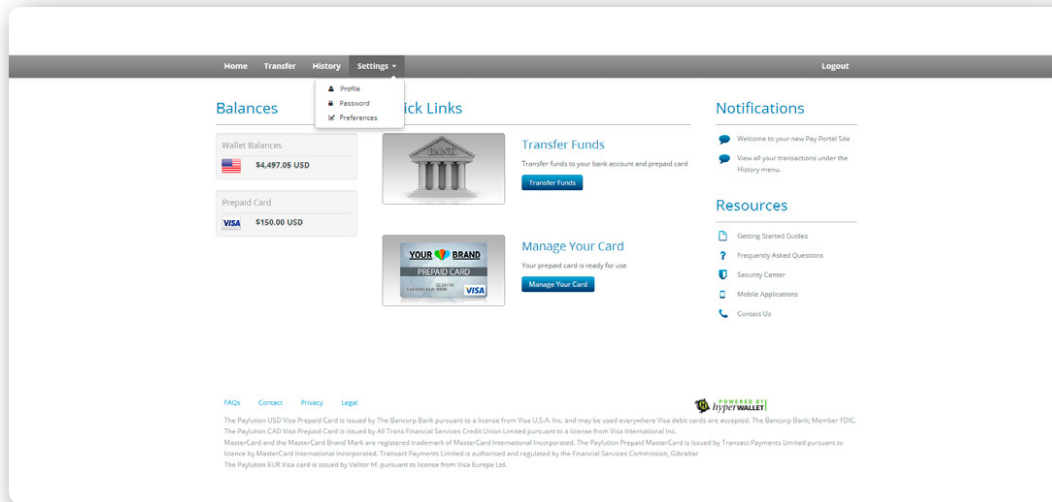 Home Transfer History Settings Logout
Profile
Password
Preferences
Balances
ick Links
Notifications
Wallet Balances
$4,497.05 USD
Prepaid Card
VISA $150.00 USD
BANK
Transfer Funds
Transfer funds to your bank account and prepaid card
Transfer Funds
YOUR BRAND
PREPAID CARD
VISA
Manage Your Card
Your prepaid card is ready for use
Manage Your Card
Welcome to your new Pay Portal Site
View all your transactions under the
History menu.
Resources
Getting Started Guides
Frequently Asked Questions
Security Center
Mobile Applications
Contact Us
FAQs Contact Privacy Legal
POWERED BY
hyperWALLET
The Paylution USD Visa Prepaid Card is issued by The Bancorp Bank pursuant to a license from Visa U.S.A. Inc. and may be used everywhere Visa debit cards are accepted. The Bancorp Bank; Member FDIC.
The Paylution CAD Visa Prepaid Card is issued by All Trans Financial Services Credit Union Limited pursuant to a license from Visa International Inc.
MasterCard and the MasterCard Brand Mark are registered trademark of MasterCard International Incorporated. The Paylution Prepaid MasterCard is issued by Transact Payments Limited pursuant to
licence by MasterCard International Incorporated. Transact Payments Limited is authorised and regulated by the Financial Services Commission, Gibraltar
The Paylution EUR Visa card is issued by Valitor hf. pursuant to license from Visa Europe Ltd.